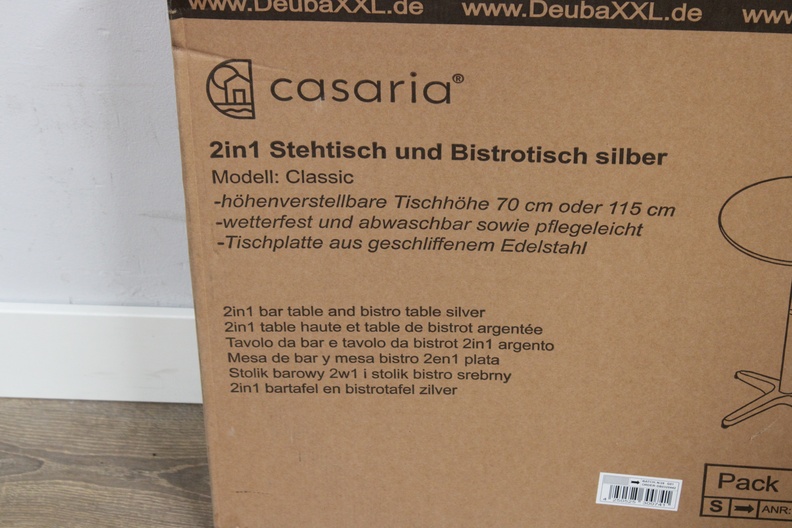 www.DeubaXXL.de www.DeubaXXL.de www
casaria®
2in1 Stehtisch und Bistrotisch silber
Modell: Classic
-höhenverstellbare Tischhöhe 70 cm oder 115 cm
-wetterfest und abwaschbar sowie pflegeleicht
-Tischplatte aus geschliffenem Edelstahl
2in1 bar table and bistro table silver
2in1 table haute et table de bistrot argentée
Tavolo da bar e tavolo da bistrot 2in1 argento
Mesa de bar y mesa bistro 2en1 plata
Stolik barowy 2w1 i stolik bistro srebrny
2in1 bartafel en bistrotafel zilver
Pack
S ANR: